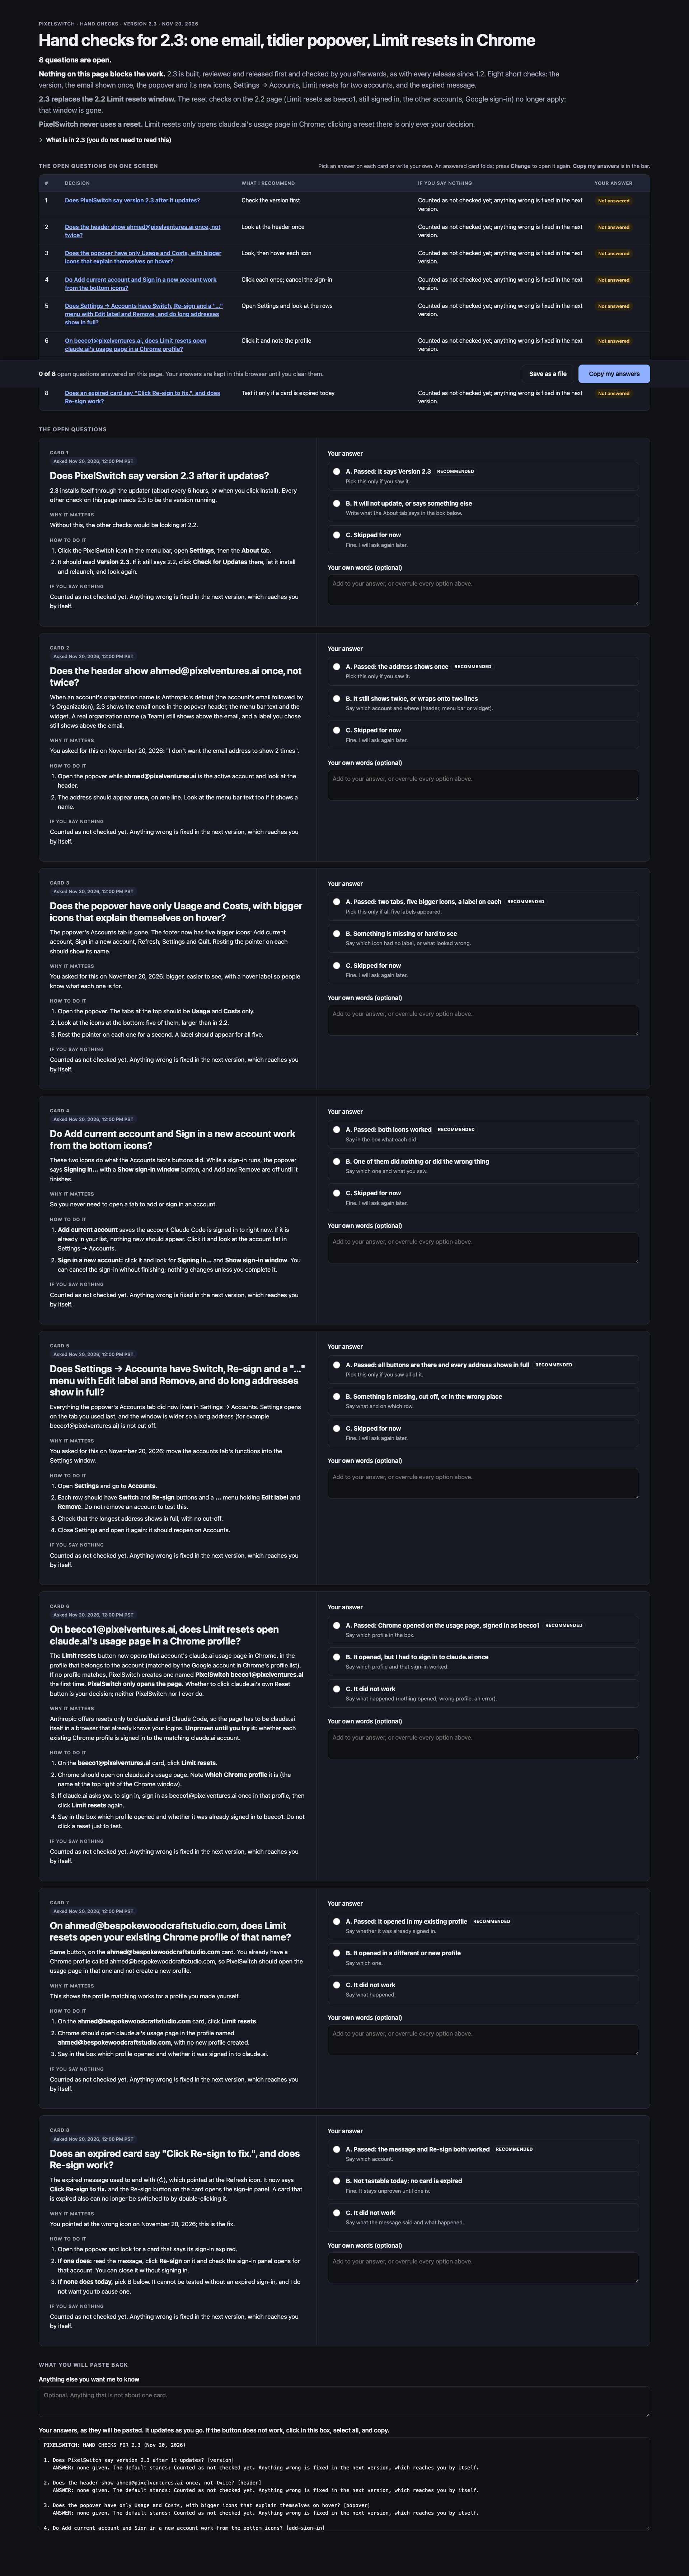 PIXELSWITCH · HAND CHECKS · VERSION 2.3 · NOV 20, 2026
Hand checks for 2.3: one email, tidier popover, Limit resets in Chrome
8 questions are open.
Nothing on this page blocks the work. 2.3 is built, reviewed and released first and checked by you afterwards, as with every release since 1.2. Eight short checks: the
version, the email shown once, the popover and its new icons, Settings → Accounts, Limit resets for two accounts, and the expired message.
2.3 replaces the 2.2 Limit resets window. The reset checks on the 2.2 page (Limit resets as beeco1, still signed in, the other accounts, Google sign-in) no longer apply:
that window is gone.
PixelSwitch never uses a reset. Limit resets only opens claude.ai's usage page in Chrome; clicking a reset there is only ever your decision.
› What is in 2.3 (you do not need to read this)
THE OPEN QUESTIONS ON ONE SCREEN
Pick an answer on each card or write your own. An answered card folds; press Change to open it again. Copy my answers is in the bar.
# DECISION WHAT I RECOMMEND IF YOU SAY NOTHING YOUR ANSWER
1 Does PixelSwitch say version 2.3 after it updates? Check the version first Counted as not checked yet; anything wrong is fixed in the next Not answered
version.
2 Does the header show ahmed@pixelventures.ai once, not Look at the header once Counted as not checked yet; anything wrong is fixed in the next Not answered
twice? version.
3 Does the popover have only Usage and Costs, with bigger Look, then hover each icon Counted as not checked yet; anything wrong is fixed in the next Not answered
icons that explain themselves on hover? version.
4 Do Add current account and Sign in a new account work Click each once; cancel the sign-in Counted as not checked yet; anything wrong is fixed in the next Not answered
from the bottom icons? version.
5 Does Settings → Accounts have Switch, Re-sign and a "..." Open Settings and look at the rows Counted as not checked yet; anything wrong is fixed in the next Not answered
menu with Edit label and Remove, and do long addresses version.
show in full?
6 On beeco1@pixelventures.ai, does Limit resets open Click it and note the profile Counted as not checked yet; anything wrong is fixed in the next Not answered
claude.ai's usage page in a Chrome profile? version.
0 of 8 open questions answered on this page. Your answers are kept in this browser until you clear them. Save as a file Copy my answers
8 Does an expired card say "Click Re-sign to fix.", and does Test it only if a card is expired today Counted as not checked yet; anything wrong is fixed in the next Not answered
Re-sign work? version.
THE OPEN QUESTIONS
CARD 1
Asked Nov 20, 2026, 12:00 PM PST
Does PixelSwitch say version 2.3 after it updates?
2.3 installs itself through the updater (about every 6 hours, or when you click Install). Every
other check on this page needs 2.3 to be the version running.
WHY IT MATTERS
Without this, the other checks would be looking at 2.2.
HOW TO DO IT
1. Click the PixelSwitch icon in the menu bar, open Settings, then the About tab.
2. It should read Version 2.3. If it still says 2.2, click Check for Updates there, let it install
and relaunch, and look again.
IF YOU SAY NOTHING
Counted as not checked yet. Anything wrong is fixed in the next version, which reaches you
by itself.
Your answer
A. Passed: it says Version 2.3 RECOMMENDED
Pick this only if you saw it.
B. It will not update, or says something else
Write what the About tab says in the box below.
C. Skipped for now
Fine. I will ask again later.
Your own words (optional)
Add to your answer, or overrule every option above.
CARD 2
Asked Nov 20, 2026, 12:00 PM PST
Does the header show ahmed@pixelventures.ai once, not
twice?
When an account's organization name is Anthropic's default (the account's email followed by
's Organization), 2.3 shows the email once in the popover header, the menu bar text and the
widget. A real organization name (a Team) still shows above the email, and a label you chose
still shows above the email.
WHY IT MATTERS
You asked for this on November 20, 2026: "I don't want the email address to show 2 times".
HOW TO DO IT
1. Open the popover while ahmed@pixelventures.ai is the active account and look at the
header.
2. The address should appear once, on one line. Look at the menu bar text too if it shows a
name.
IF YOU SAY NOTHING
Counted as not checked yet. Anything wrong is fixed in the next version, which reaches you
by itself.
Your answer
A. Passed: the address shows once RECOMMENDED
Pick this only if you saw it.
B. It still shows twice, or wraps onto two lines
Say which account and where (header, menu bar or widget).
C. Skipped for now
Fine. I will ask again later.
Your own words (optional)
Add to your answer, or overrule every option above.
CARD 3
Asked Nov 20, 2026, 12:00 PM PST
Does the popover have only Usage and Costs, with bigger
icons that explain themselves on hover?
The popover's Accounts tab is gone. The footer now has five bigger icons: Add current
account, Sign in a new account, Refresh, Settings and Quit. Resting the pointer on each
should show its name.
WHY IT MATTERS
You asked for this on November 20, 2026: bigger, easier to see, with a hover label so people
know what each one is for.
HOW TO DO IT
1. Open the popover. The tabs at the top should be Usage and Costs only.
2. Look at the icons at the bottom: five of them, larger than in 2.2.
3. Rest the pointer on each one for a second. A label should appear for all five.
IF YOU SAY NOTHING
Counted as not checked yet. Anything wrong is fixed in the next version, which reaches you
by itself.
Your answer
A. Passed: two tabs, five bigger icons, a label on each RECOMMENDED
Pick this only if all five labels appeared.
B. Something is missing or hard to see
Say which icon had no label, or what looked wrong.
C. Skipped for now
Fine. I will ask again later.
Your own words (optional)
Add to your answer, or overrule every option above.
CARD 4
Asked Nov 20, 2026, 12:00 PM PST
Do Add current account and Sign in a new account work
from the bottom icons?
These two icons do what the Accounts tab's buttons did. While a sign-in runs, the popover
says Signing in... with a Show sign-in window button, and Add and Remove are off until it
finishes.
WHY IT MATTERS
So you never need to open a tab to add or sign in an account.
HOW TO DO IT
1. Add current account saves the account Claude Code is signed in to right now. If it is
already in your list, nothing new should appear. Click it and look at the account list in
Settings → Accounts.
2. Sign in a new account: click it and look for Signing in... and Show sign-in window. You
can cancel the sign-in without finishing; nothing changes unless you complete it.
IF YOU SAY NOTHING
Counted as not checked yet. Anything wrong is fixed in the next version, which reaches you
by itself.
Your answer
A. Passed: both icons worked RECOMMENDED
Say in the box what each did.
B. One of them did nothing or did the wrong thing
Say which one and what you saw.
C. Skipped for now
Fine. I will ask again later.
Your own words (optional)
Add to your answer, or overrule every option above.
CARD 5
Asked Nov 20, 2026, 12:00 PM PST
Does Settings → Accounts have Switch, Re-sign and a "..."
menu with Edit label and Remove, and do long addresses
show in full?
Everything the popover's Accounts tab did now lives in Settings → Accounts. Settings opens
on the tab you used last, and the window is wider so a long address (for example
beeco1@pixelventures.ai) is not cut off.
WHY IT MATTERS
You asked for this on November 20, 2026: move the accounts tab's functions into the
Settings window.
HOW TO DO IT
1. Open Settings and go to Accounts.
2. Each row should have Switch and Re-sign buttons and a ... menu holding Edit label and
Remove. Do not remove an account to test this.
3. Check that the longest address shows in full, with no cut-off.
4. Close Settings and open it again: it should reopen on Accounts.
IF YOU SAY NOTHING
Counted as not checked yet. Anything wrong is fixed in the next version, which reaches you
by itself.
Your answer
A. Passed: all buttons are there and every address shows in full RECOMMENDED
Pick this only if you saw all of it.
B. Something is missing, cut off, or in the wrong place
Say what and on which row.
C. Skipped for now
Fine. I will ask again later.
Your own words (optional)
Add to your answer, or overrule every option above.
CARD 6
Asked Nov 20, 2026, 12:00 PM PST
On beeco1@pixelventures.ai, does Limit resets open
claude.ai's usage page in a Chrome profile?
The Limit resets button now opens that account's claude.ai usage page in Chrome, in the
profile that belongs to the account (matched by the Google account in Chrome's profile list).
If no profile matches, PixelSwitch creates one named PixelSwitch beeco1@pixelventures.ai
the first time. PixelSwitch only opens the page. Whether to click claude.ai's own Reset
button is your decision; neither PixelSwitch nor I ever do.
WHY IT MATTERS
Anthropic offers resets only to claude.ai and Claude Code, so the page has to be claude.ai
itself in a browser that already knows your logins. Unproven until you try it: whether each
existing Chrome profile is signed in to the matching claude.ai account.
HOW TO DO IT
1. On the beeco1@pixelventures.ai card, click Limit resets.
2. Chrome should open on claude.ai's usage page. Note which Chrome profile it is (the
name at the top right of the Chrome window).
3. If claude.ai asks you to sign in, sign in as beeco1@pixelventures.ai once in that profile, then
click Limit resets again.
4. Say in the box which profile opened and whether it was already signed in to beeco1. Do not
click a reset just to test.
IF YOU SAY NOTHING
Counted as not checked yet. Anything wrong is fixed in the next version, which reaches you
by itself.
Your answer
A. Passed: Chrome opened on the usage page, signed in as beeco1 RECOMMENDED
Say which profile in the box.
B. It opened, but I had to sign in to claude.ai once
Say which profile and that sign-in worked.
C. It did not work
Say what happened (nothing opened, wrong profile, an error).
Your own words (optional)
Add to your answer, or overrule every option above.
CARD 7
Asked Nov 20, 2026, 12:00 PM PST
On ahmed@bespokewoodcraftstudio.com, does Limit
resets open your existing Chrome profile of that name?
Same button, on the ahmed@bespokewoodcraftstudio.com card. You already have a
Chrome profile called ahmed@bespokewoodcraftstudio.com, so PixelSwitch should open the
usage page in that one and not create a new profile.
WHY IT MATTERS
This shows the profile matching works for a profile you made yourself.
HOW TO DO IT
1. On the ahmed@bespokewoodcraftstudio.com card, click Limit resets.
2. Chrome should open claude.ai's usage page in the profile named
ahmed@bespokewoodcraftstudio.com, with no new profile created.
3. Say in the box which profile opened and whether it was signed in to claude.ai.
IF YOU SAY NOTHING
Counted as not checked yet. Anything wrong is fixed in the next version, which reaches you
by itself.
Your answer
A. Passed: it opened in my existing profile RECOMMENDED
Say whether it was already signed in.
B. It opened in a different or new profile
Say which one.
C. It did not work
Say what happened.
Your own words (optional)
Add to your answer, or overrule every option above.
CARD 8
Asked Nov 20, 2026, 12:00 PM PST
Does an expired card say "Click Re-sign to fix.", and does
Re-sign work?
The expired message used to end with (↻), which pointed at the Refresh icon. It now says
Click Re-sign to fix. and the Re-sign button on the card opens the sign-in panel. A card
that is expired also can no longer be switched to by double-clicking it.
WHY IT MATTERS
You pointed at the wrong icon on November 20, 2026; this is the fix.
HOW TO DO IT
1. Open the popover and look for a card that says its sign-in expired.
2. If one does: read the message, click Re-sign on it and check the sign-in panel opens for
that account. You can close it without signing in.
3. If none does today, pick B below. It cannot be tested without an expired sign-in, and I do
not want you to cause one.
IF YOU SAY NOTHING
Counted as not checked yet. Anything wrong is fixed in the next version, which reaches you
by itself.
Your answer
A. Passed: the message and Re-sign both worked RECOMMENDED
Say which account.
B. Not testable today: no card is expired
Fine. It stays unproven until one is.
C. It did not work
Say what the message said and what happened.
Your own words (optional)
Add to your answer, or overrule every option above.
WHAT YOU WILL PASTE BACK
Anything else you want me to know
Optional. Anything that is not about one card.
Your answers, as they will be pasted. It updates as you go. If the button does not work, click in this box, select all, and copy.
PIXELSWITCH: HAND CHECKS FOR 2.3 (Nov 20, 2026)
1. Does PixelSwitch say version 2.3 after it updates? [version]
ANSWER: none given. The default stands: Counted as not checked yet. Anything wrong is fixed in the next version, which reaches you by itself.
2. Does the header show ahmed@pixelventures.ai once, not twice? [header]
ANSWER: none given. The default stands: Counted as not checked yet. Anything wrong is fixed in the next version, which reaches you by itself.
3. Does the popover have only Usage and Costs, with bigger icons that explain themselves on hover? [popover]
ANSWER: none given. The default stands: Counted as not checked yet. Anything wrong is fixed in the next version, which reaches you by itself.
4. Do Add current account and Sign in a new account work from the bottom icons? [add-sign-in]